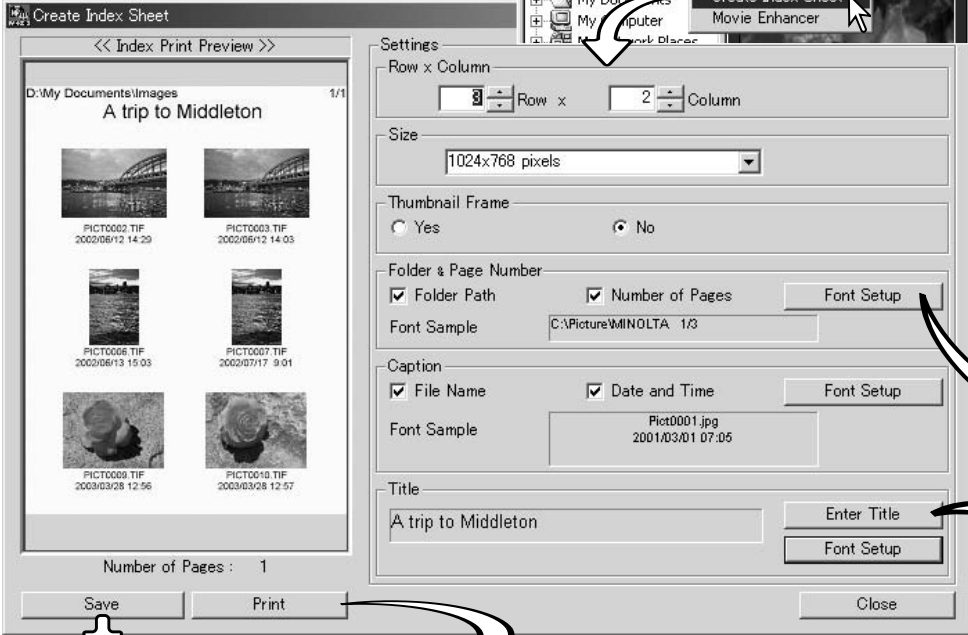 Create Index Sheet
My Documents
My Computer
Create Index Sheet
Movie Enhancer
<< Index Print Preview >>
D:\My Documents\Images 1/1
A trip to Middleton
PICT0002.TIF PICT0003.TIF
2002/06/12 14:29 2002/06/12 14:03
PICT0006.TIF PICT0007.TIF
2002/06/13 15:03 2002/07/17 9:01
PICT0009.TIF PICT0010.TIF
2003/03/28 12:56 2003/03/28 12:57
Number of Pages : 1
Save Print
Settings
Row x Column
3 Row x 2 Column
Size
1024x768 pixels
Thumbnail Frame
Yes No
Folder & Page Number
Folder Path Number of Pages Font Setup
Font Sample C:\Picture\MINOLTA 1/3
Caption
File Name Date and Time Font Setup
Font Sample Pict0001.jpg
2001/03/01 07:05
Title
A trip to Middleton Enter Title
Font Setup
Close